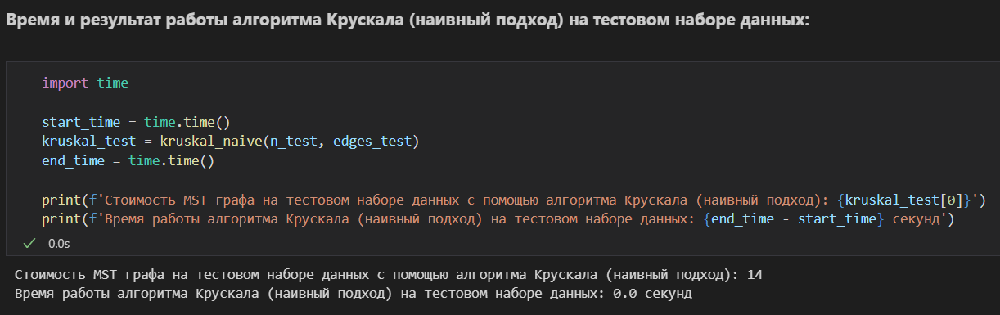 Время и результат работы алгоритма Крускала (наивный подход) на тестовом наборе данных:
import time
start_time = time.time()
kruskal_test = kruskal_naive(n_test, edges_test)
end_time = time.time()
print(f'Стоимость MST графа на тестовом наборе данных с помощью алгоритма Крускала (наивный подход): {kruskal_test[0]}')
print(f'Время работы алгоритма Крускала (наивный подход) на тестовом наборе данных: {end_time - start_time} секунд')
0.0s
Стоимость MST графа на тестовом наборе данных с помощью алгоритма Крускала (наивный подход): 14
Время работы алгоритма Крускала (наивный подход) на тестовом наборе данных: 0.0 секунд